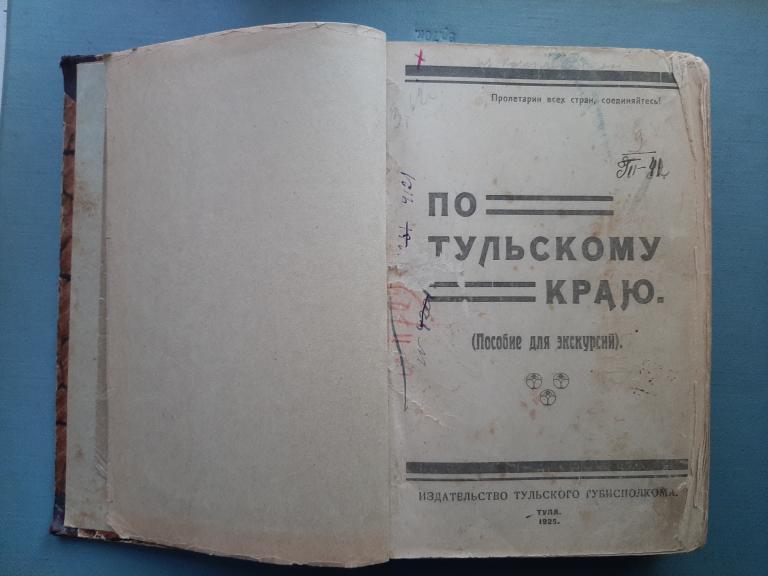 Пролетарии всех стран, соединяйтесь!
ПО
ТУЛЬСКОМУ
КРАЮ.
(Пособие для экскурсий).
ИЗДАТЕЛЬСТВО ТУЛЬСКОГО ГУБИСПОЛКОМА.
ТУЛА.
1925.